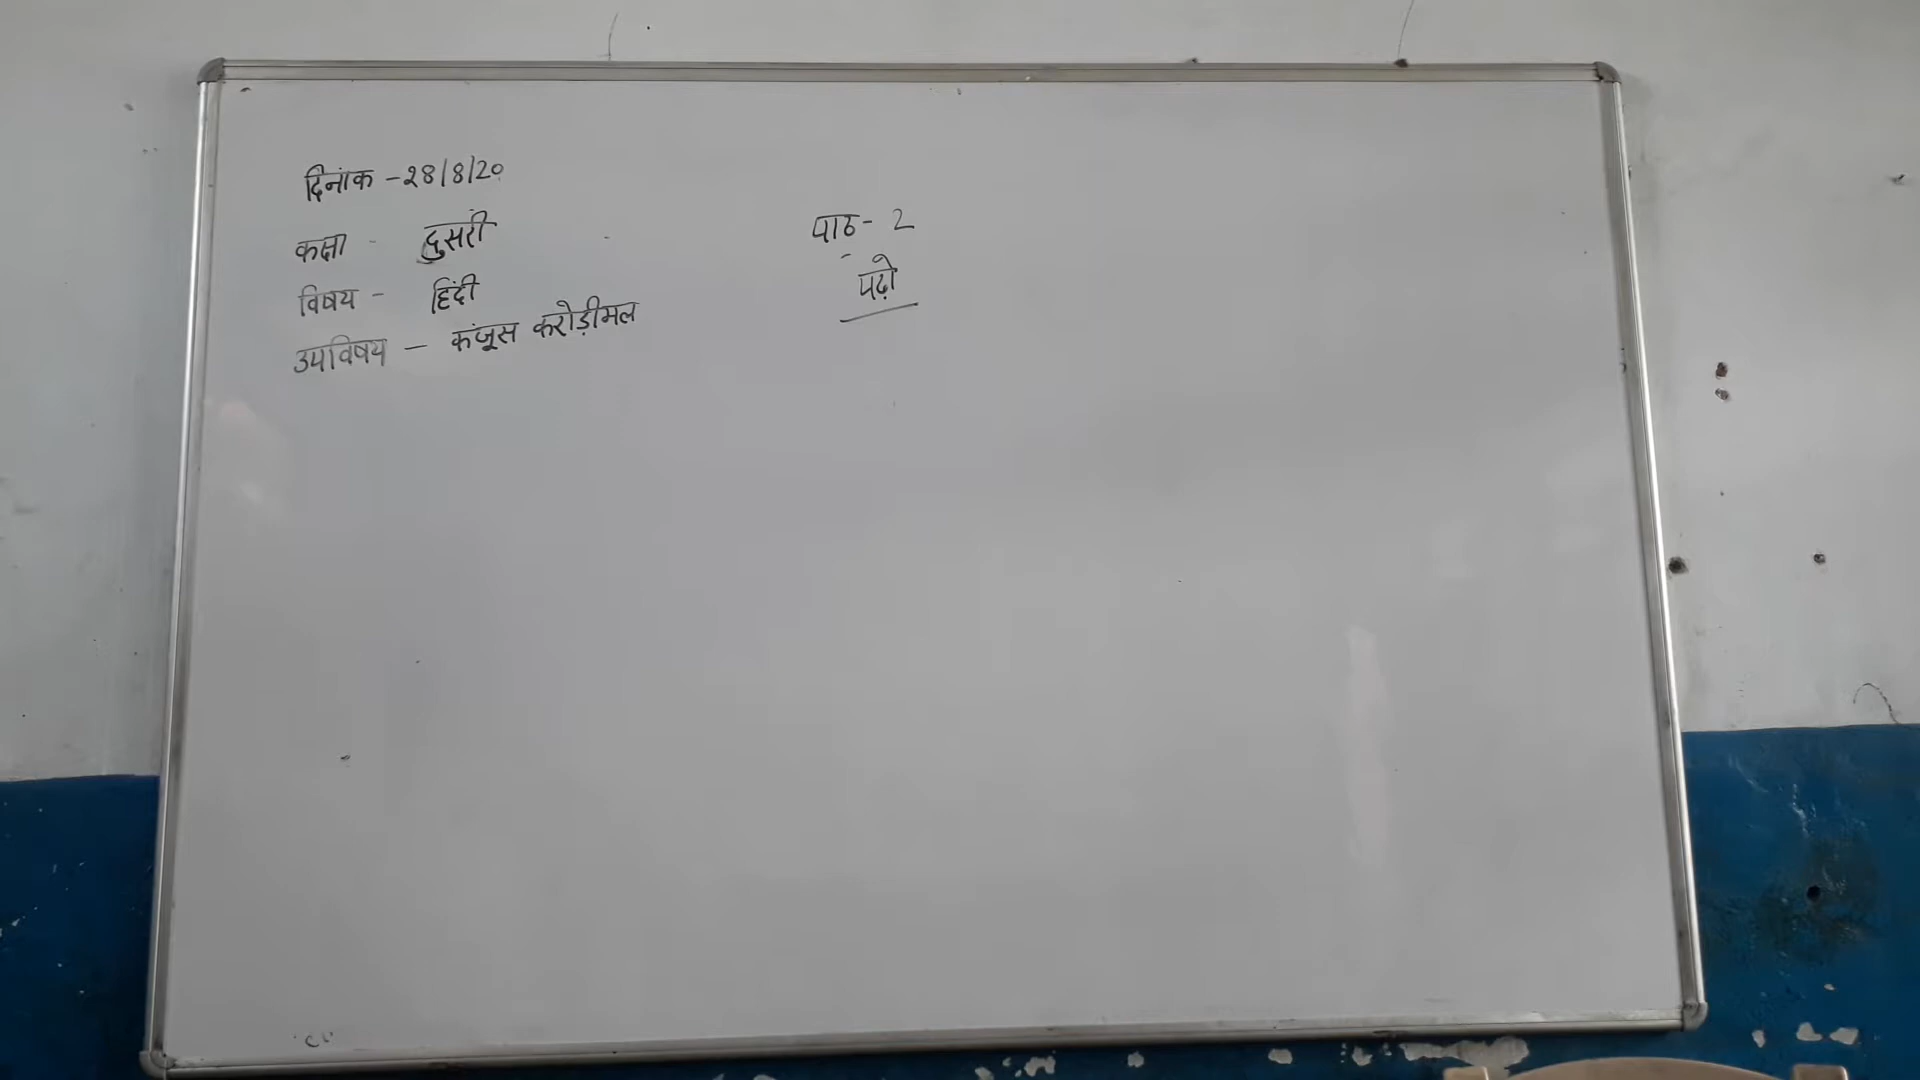 दिनांक - 28/8/20
कक्षा - दुसरी
विषय - हिंदी
उपविषय - कंजूस करोड़ीमल
पाठ - 2
पढ़ो